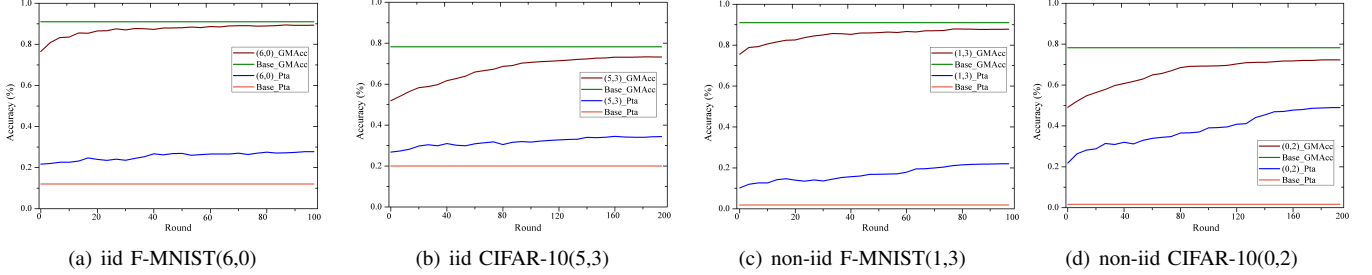 1.0
0.8
0.6
0.4
0.2
0.0
Accuracy (%)
(6,0)_GMAcc
Base_GMAcc
(6,0)_Pta
Base_Pta
0 20 40 60 80 100
Round
(a) iid F-MNIST(6,0)
1.0
0.8
0.6
0.4
0.2
0.0
Accuracy (%)
(5,3)_GMAcc
Base_GMAcc
(5,3)_Pta
Base_Pta
0 40 80 120 160 200
Round
(b) iid CIFAR-10(5,3)
1.0
0.8
0.6
0.4
0.2
0.0
Accuracy (%)
(1,3)_GMAcc
Base_GMAcc
(1,3)_Pta
Base_Pta
0 20 40 60 80 100
Round
(c) non-iid F-MNIST(1,3)
1.0
0.8
0.6
0.4
0.2
0.0
Accuracy (%)
(0,2)_GMAcc
Base_GMAcc
(0,2)_Pta
Base_Pta
0 40 80 120 160 200
Round
(d) non-iid CIFAR-10(0,2)